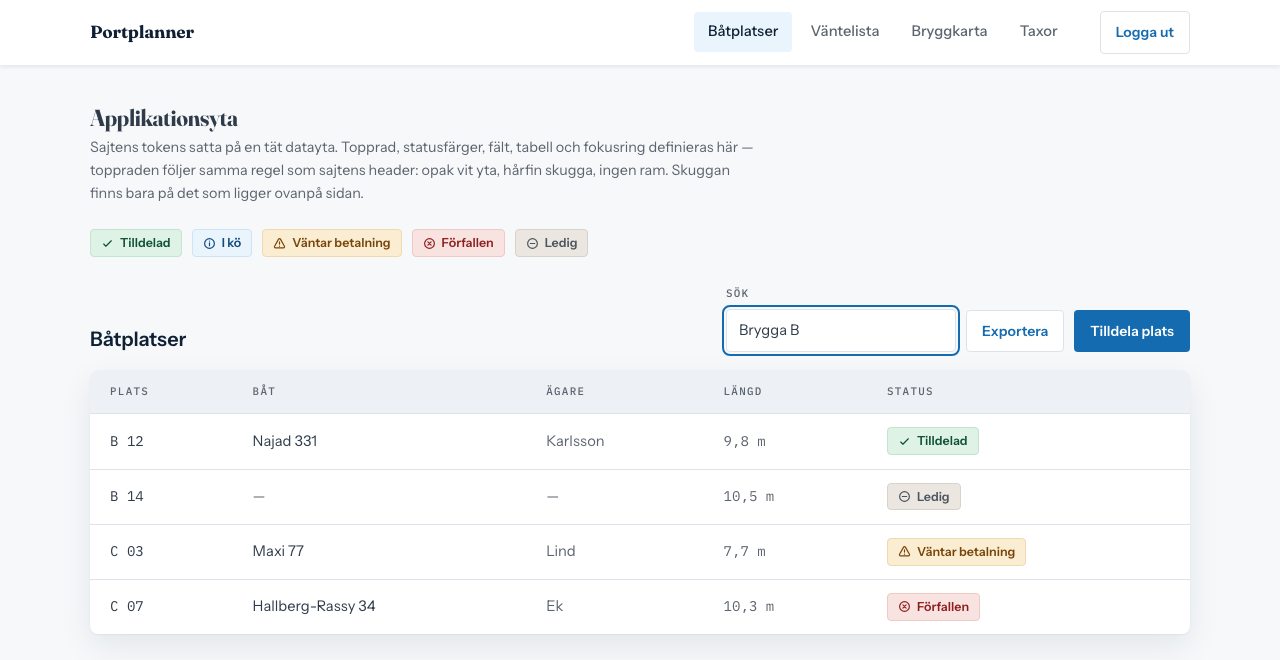 Portplanner
Båtplatser Väntelista Bryggkarta Taxor Logga ut
Applikationsyta
Sajtens tokens satta på en tät datayta. Topprad, statusfärger, fält, tabell och fokusring definieras här —
toppraden följer samma regel som sajtens header: opak vit yta, hårfin skugga, ingen ram. Skuggan
finns bara på det som ligger ovanpå sidan.
Tilldelad I kö Väntar betalning Förfallen Ledig
SÖK
Båtplatser Brygga B Exportera Tilldela plats
PLATS BÅT ÄGARE LÄNGD STATUS
B 12 Najad 331 Karlsson 9,8 m Tilldelad
B 14 — — 10,5 m Ledig
C 03 Maxi 77 Lind 7,7 m Väntar betalning
C 07 Hallberg-Rassy 34 Ek 10,3 m Förfallen